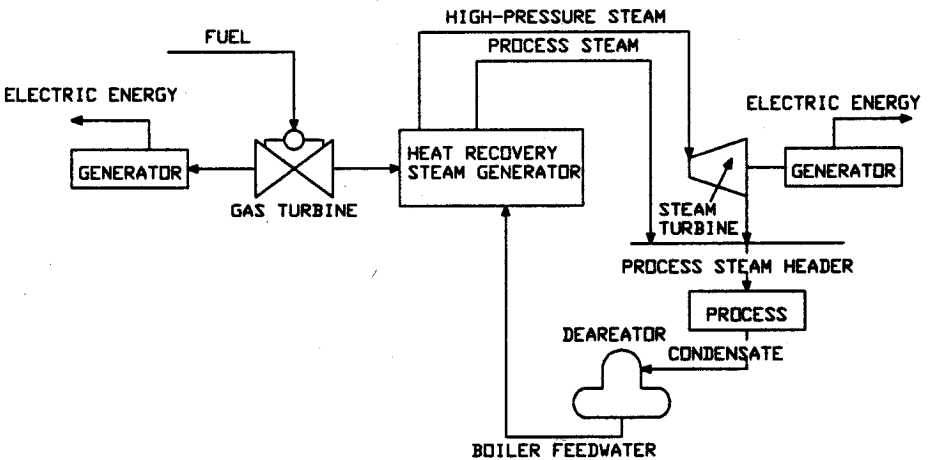 HIGH-PRESSURE STEAM
FUEL
PROCESS STEAM
ELECTRIC ENERGY
ELECTRIC ENERGY
GENERATOR
HEAT RECOVERY
STEAM GENERATOR
GENERATOR
GAS TURBINE
STEAM
TURBINE
PROCESS STEAM HEADER
PROCESS
DEAREATOR
CONDENSATE
BOILER FEEDWATER